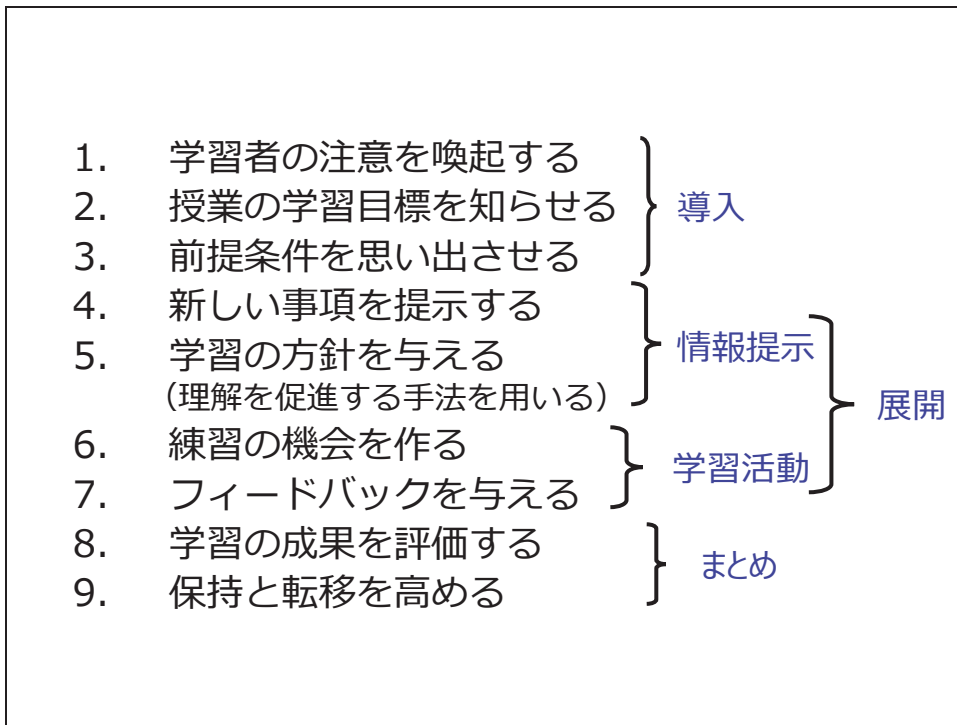 1. 学習者の注意を喚起する
2. 授業の学習目標を知らせる
3. 前提条件を思い出させる
導入
4. 新しい事項を提示する
5. 学習の方針を与える
（理解を促進する手法を用いる）
情報提示
6. 練習の機会を作る
7. フィードバックを与える
学習活動
展開
8. 学習の成果を評価する
9. 保持と転移を高める
まとめ